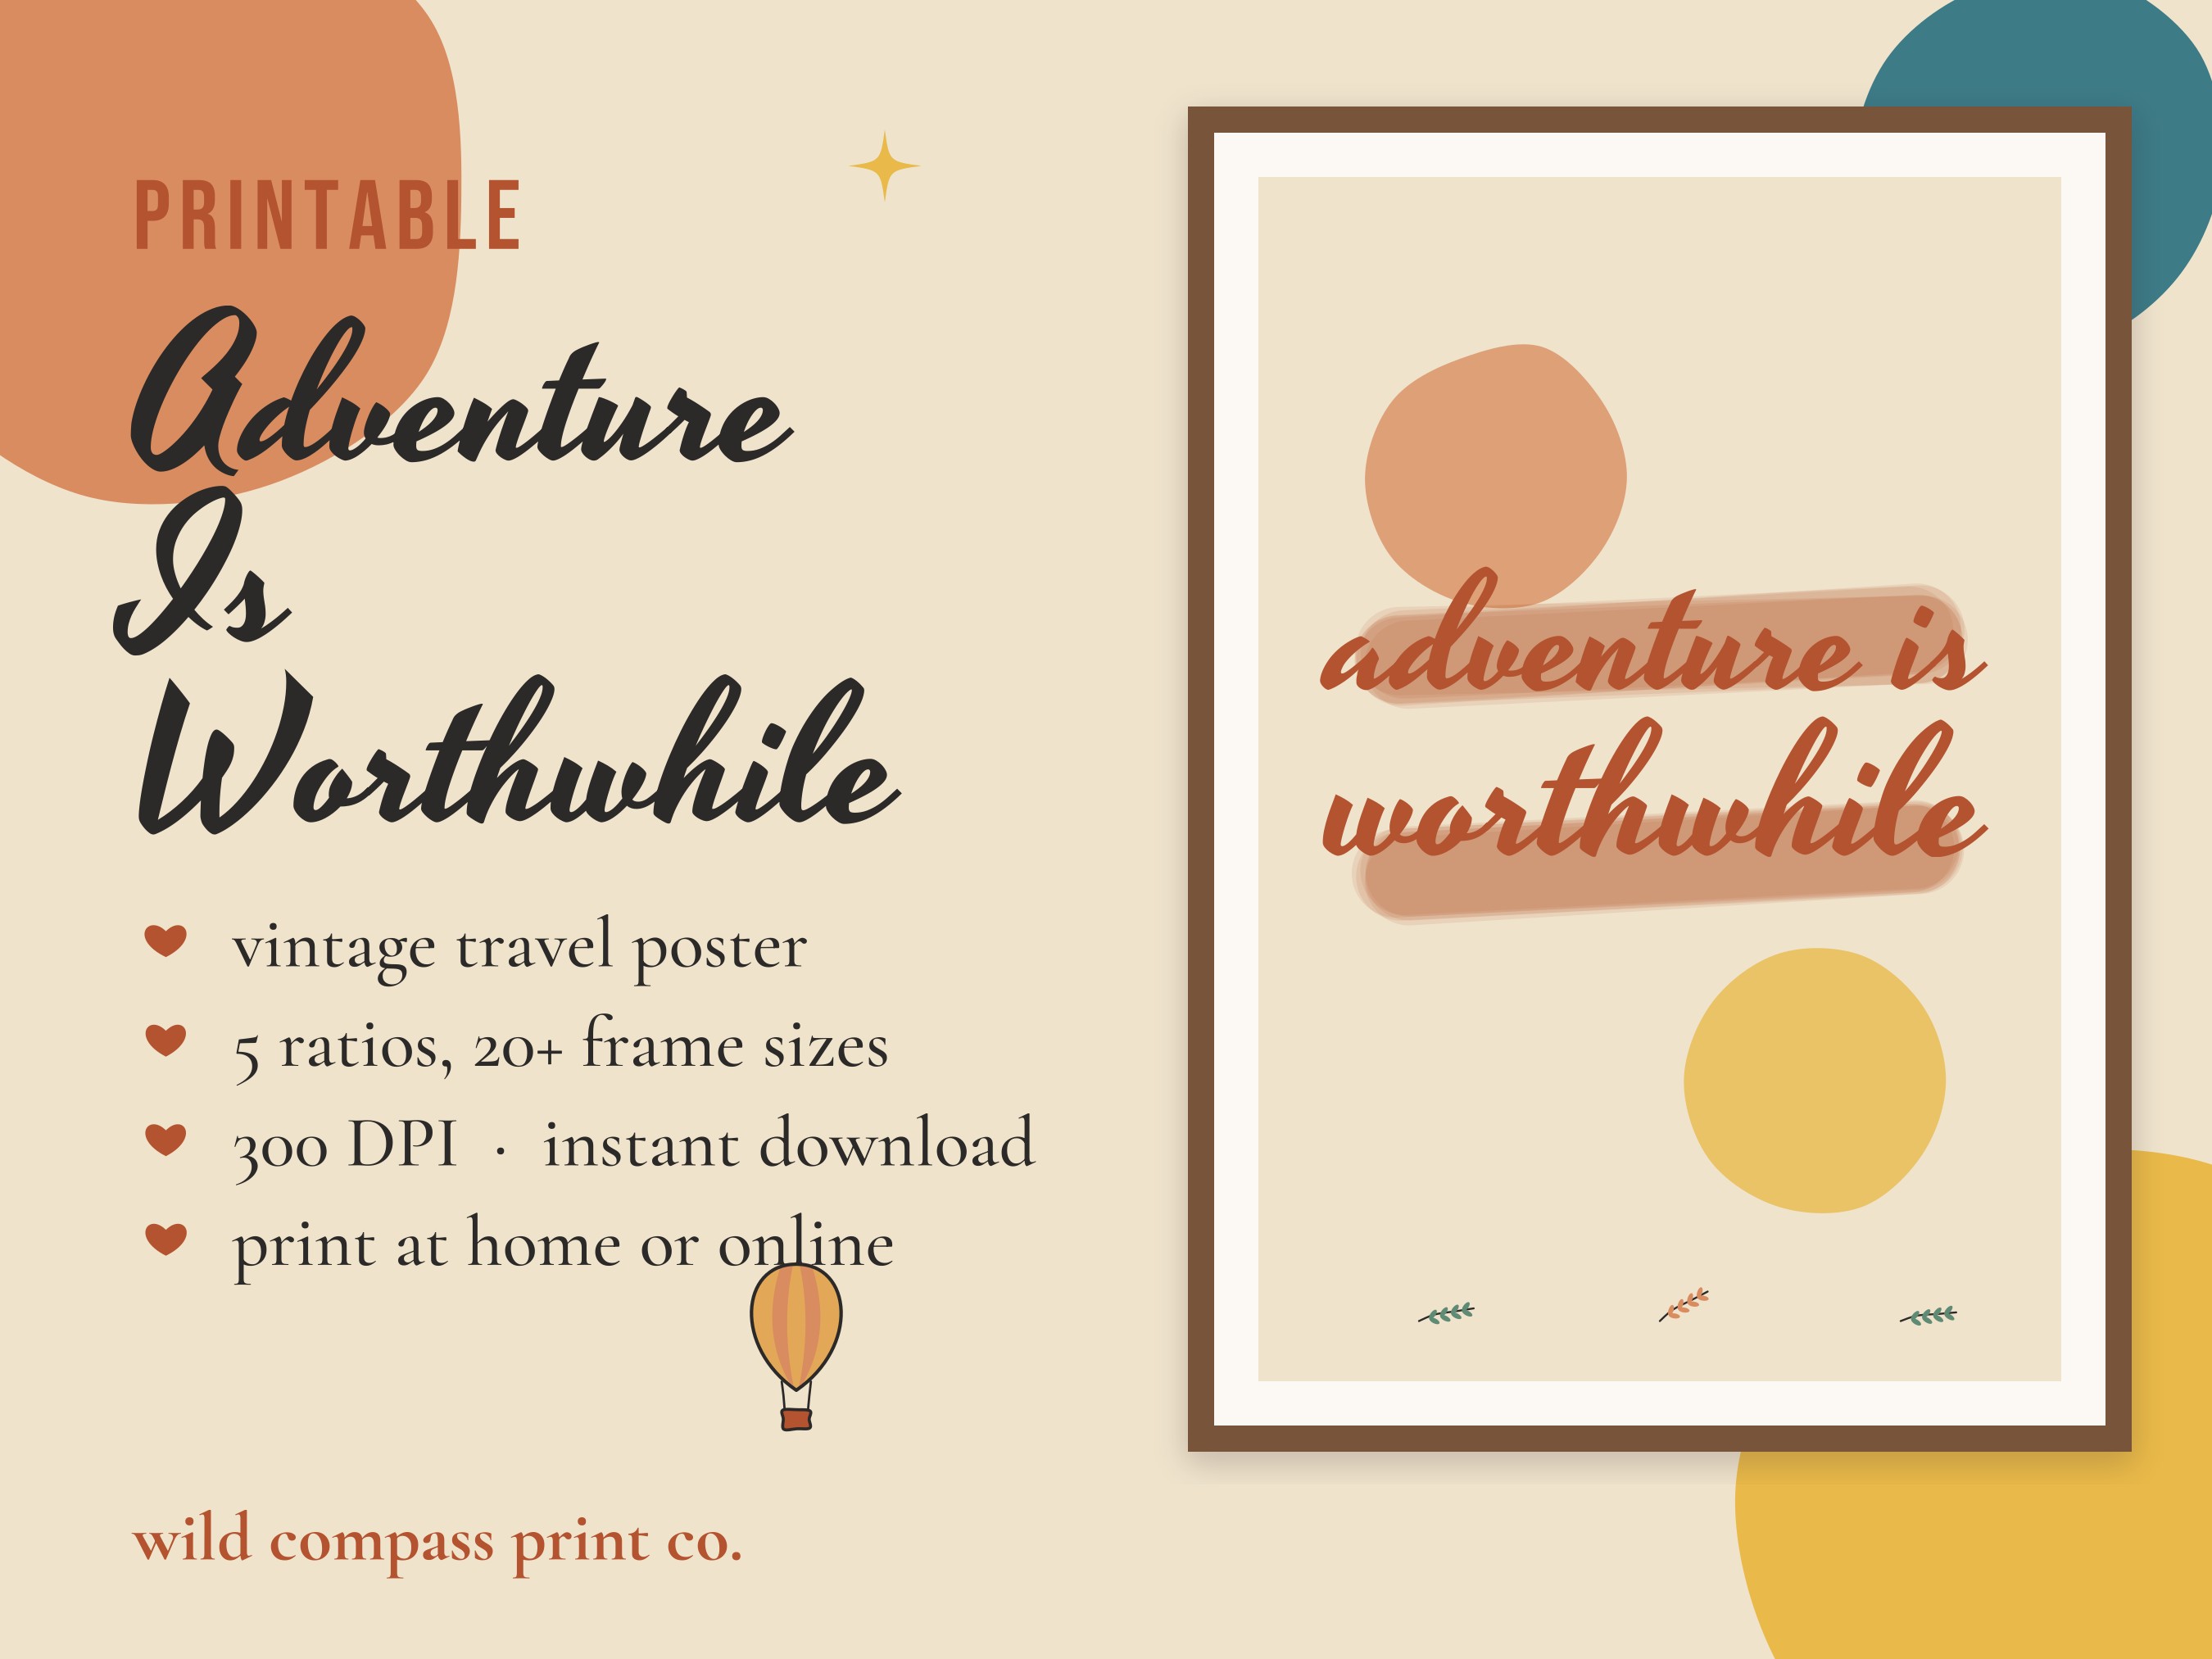 PRINTABLE
Adventure
Is
Worthwhile
vintage travel poster
5 ratios, 20+ frame sizes
300 DPI · instant download
print at home or online
wild compass print co.
adventure is
worthwhile